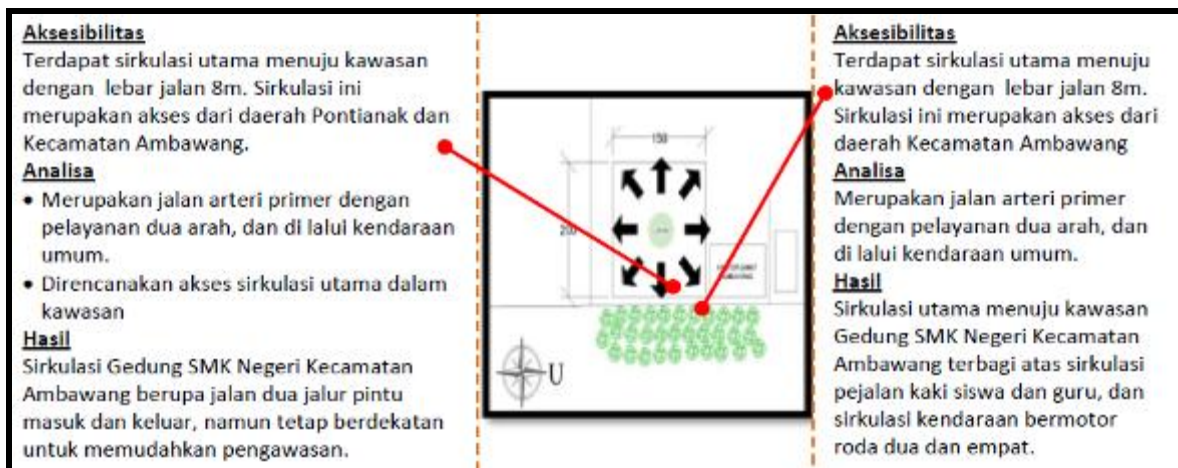 Aksesibilitas
Terdapat sirkulasi utama menuju kawasan
dengan lebar jalan 8m. Sirkulasi ini
merupakan akses dari daerah Pontianak dan
Kecamatan Ambawang.
Analisa
• Merupakan jalan arteri primer dengan
pelayanan dua arah, dan di lalui kendaraan
umum.
• Direncanakan akses sirkulasi utama dalam
kawasan
Hasil
Sirkulasi Gedung SMK Negeri Kecamatan
Ambawang berupa jalan dua jalur pintu
masuk dan keluar, namun tetap berdekatan
untuk memudahkan pengawasan.
150
200
U
Aksesibilitas
Terdapat sirkulasi utama menuju
kawasan dengan lebar jalan 8m.
Sirkulasi ini merupakan akses dari
daerah Kecamatan Ambawang
Analisa
Merupakan jalan arteri primer
dengan pelayanan dua arah, dan
di lalui kendaraan umum.
Hasil
Sirkulasi utama menuju kawasan
Gedung SMK Negeri Kecamatan
Ambawang terbagi atas sirkulasi
pejalan kaki siswa dan guru, dan
sirkulasi kendaraan bermotor
roda dua dan empat.